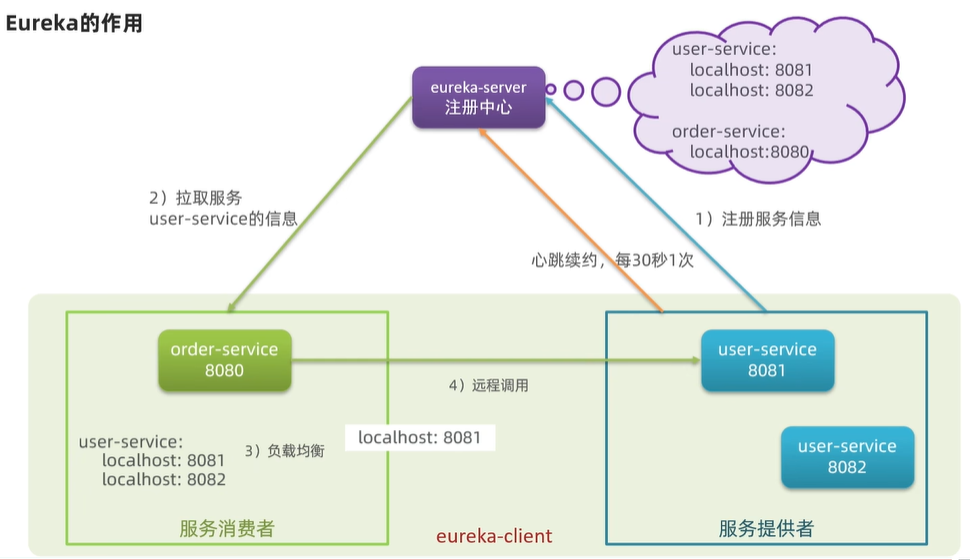 Eureka的作用
eureka-server
注册中心
user-service:
localhost: 8081
localhost: 8082
order-service:
localhost:8080
2）拉取服务
user-service的信息
1）注册服务信息
心跳续约，每30秒1次
order-service
8080
user-service
8081
4）远程调用
localhost: 8081
user-service:
localhost: 8081
localhost: 8082
3）负载均衡
user-service
8082
服务消费者
eureka-client
服务提供者